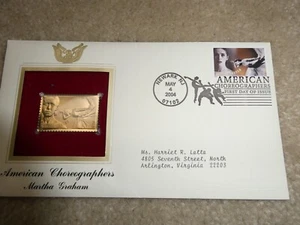 NEWARK, NJ
MAY
4
2004
07102
AMERICAN
CHOREOGRAPHERS
FIRST DAY OF ISSUE
Ms. Harriet R. Latta
4805 Seventh Street, North
Arlington, Virginia 22203
American Choreographers
Martha Graham